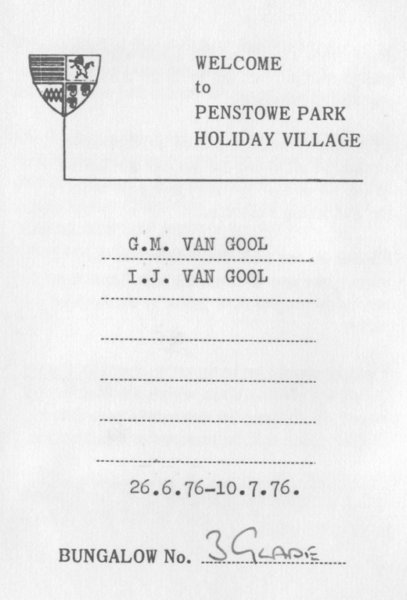 WELCOME
to
PENSTOWE PARK
HOLIDAY VILLAGE
G.M. VAN GOOL
I.J. VAN GOOL
26.6.76-10.7.76.
BUNGALOW No. 3 GLADE